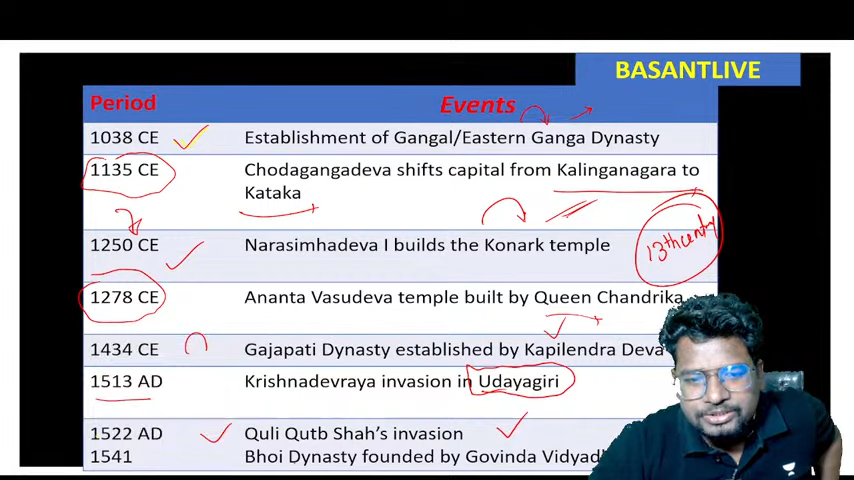 BASANTLIVE
Period Events
1038 CE Establishment of Gangal/Eastern Ganga Dynasty
1135 CE Chodagangadeva shifts capital from Kalinganagara to
Kataka
1250 CE Narasimhadeva I builds the Konark temple
13th century
1278 CE Ananta Vasudeva temple built by Queen Chandrika
1434 CE Gajapati Dynasty established by Kapilendra Deva
1513 AD Krishnadevraya invasion in Udayagiri
1522 AD Quli Qutb Shah's invasion
1541 Bhoi Dynasty founded by Govinda